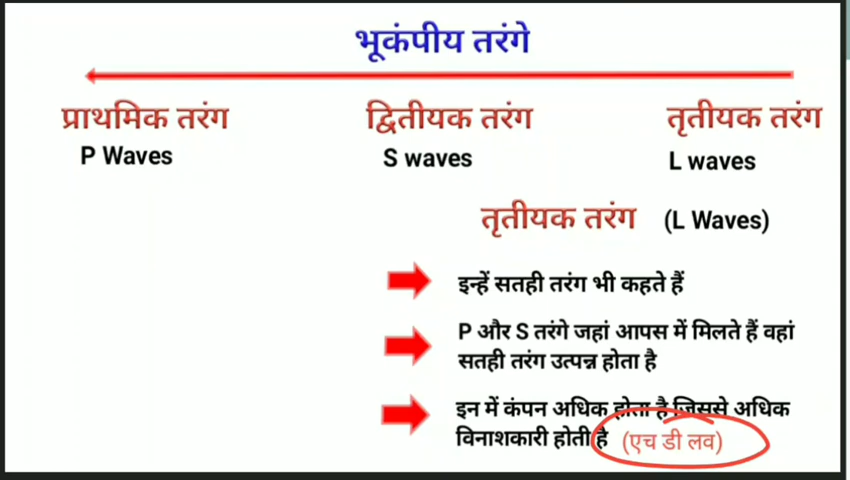 भूकंपीय तरंगे
प्राथमिक तरंग द्वितीयक तरंग तृतीयक तरंग
P Waves S waves L waves
तृतीयक तरंग (L Waves)
इन्हें सतही तरंग भी कहते हैं
P और S तरंगे जहां आपस में मिलते हैं वहां
सतही तरंग उत्पन्न होता है
इन में कंपन अधिक होता है जिससे अधिक
विनाशकारी होती है (एच डी लव)